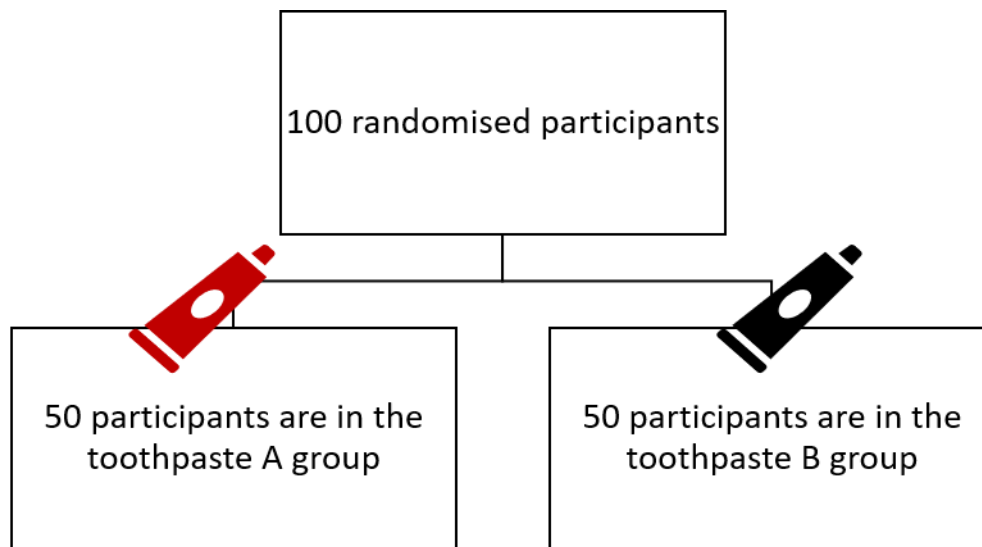 100 randomised participants
50 participants are in the
toothpaste A group
50 participants are in the
toothpaste B group